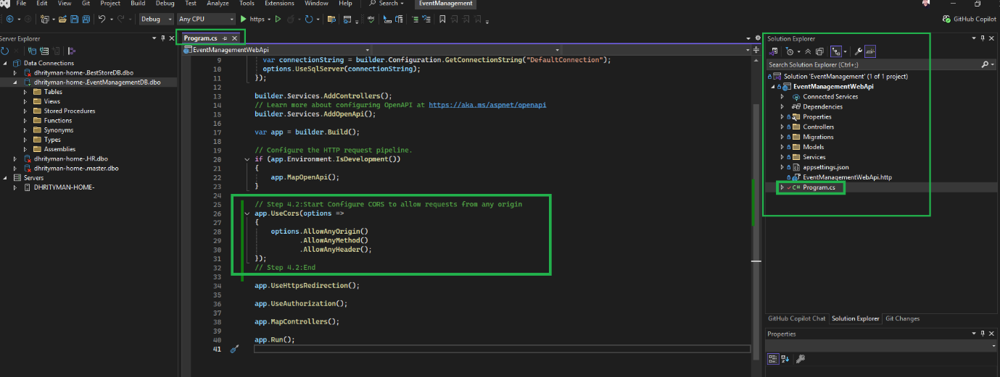 File Edit View Git Project Build Debug Test Analyze Tools Extensions Window Help Search EventManagement
Debug Any CPU https GitHub Copilot
Server Explorer
Data Connections
dhrityman-home-.BestStoreDB.dbo
dhrityman-home-.EventManagementDB.dbo
Tables
Views
Stored Procedures
Functions
Synonyms
Types
Assemblies
dhrityman-home-.HR.dbo
dhrityman-home-.master.dbo
Servers
DHRITYMAN-HOME-
Program.cs
EventManagementWebApi
9 var connectionString = builder.Configuration.GetConnectionString("DefaultConnection");
10 options.UseSqlServer(connectionString);
11 });
12
13 builder.Services.AddControllers();
14 // Learn more about configuring OpenAPI at https://aka.ms/aspnet/openapi
15 builder.Services.AddOpenApi();
16
17 var app = builder.Build();
18
19 // Configure the HTTP request pipeline.
20 if (app.Environment.IsDevelopment())
21 {
22 app.MapOpenApi();
23 }
24
25 // Step 4.2:Start Configure CORS to allow requests from any origin
26 app.UseCors(options =>
27 {
28 options.AllowAnyOrigin()
29 .AllowAnyMethod()
30 .AllowAnyHeader();
31 });
32 // Step 4.2:End
33
34 app.UseHttpsRedirection();
35
36 app.UseAuthorization();
37
38 app.MapControllers();
39
40 app.Run();
41
Solution Explorer
Search Solution Explorer (Ctrl+;)
Solution 'EventManagement' (1 of 1 project)
EventManagementWebApi
Connected Services
Dependencies
Properties
Controllers
Migrations
Models
Services
appsettings.json
EventManagementWebApi.http
C# Program.cs
GitHub Copilot Chat Solution Explorer Git Changes
Properties